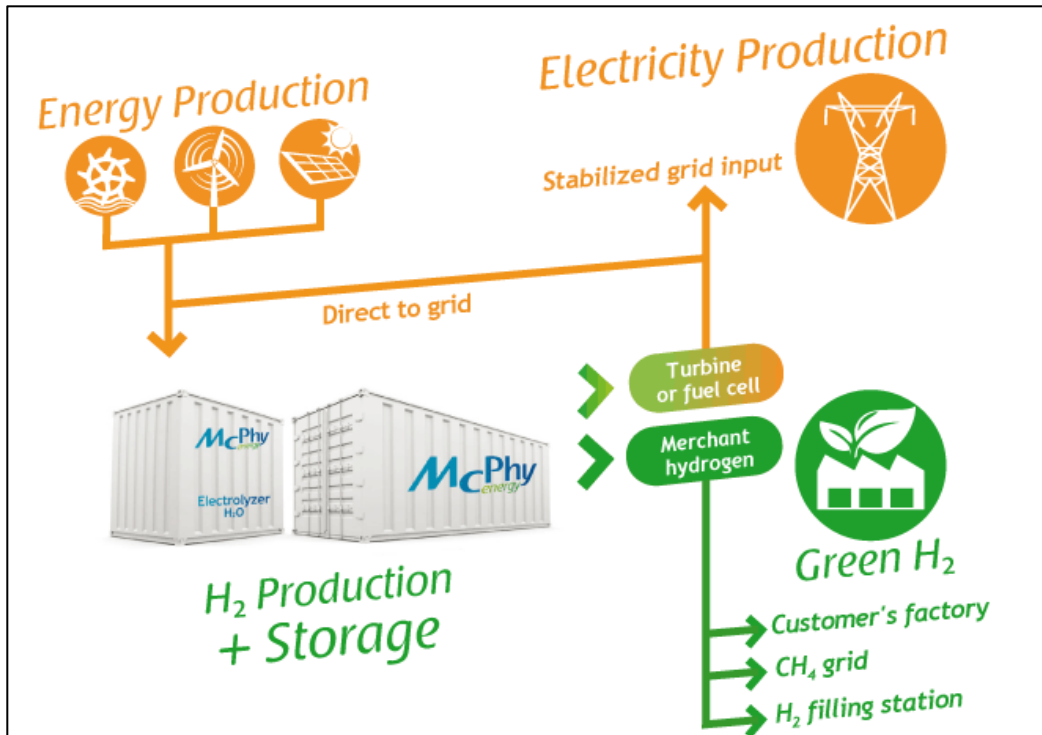 Energy Production
Electricity Production
Stabilized grid input
Direct to grid
Turbine
or fuel cell
Merchant
hydrogen
McPhy
energy
Electrolyzer
H₂O
McPhy
energy
H₂ Production
+ Storage
Green H₂
Customer's factory
CH₄ grid
H₂ filling station